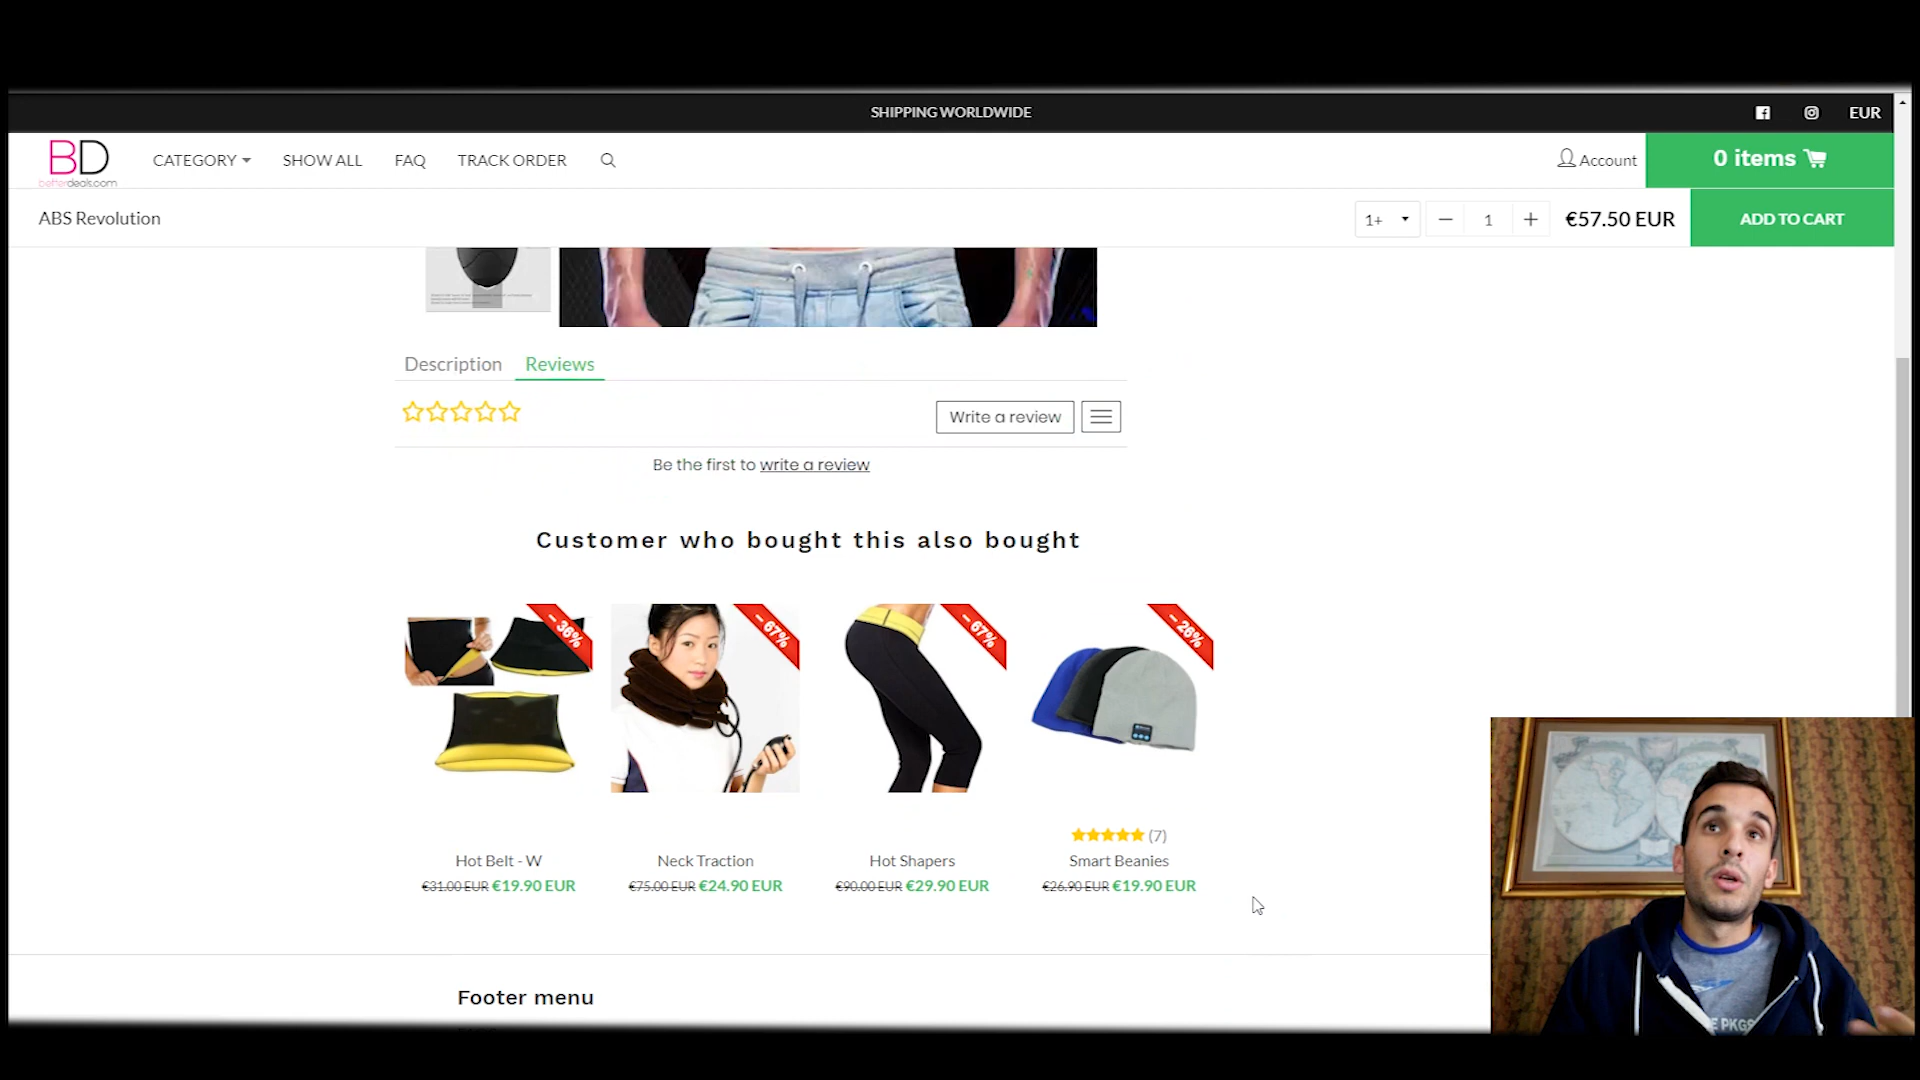 SHIPPING WORLDWIDE
EUR
BD
betterdeals.com
CATEGORY
SHOW ALL
FAQ
TRACK ORDER
Account
0 items
ABS Revolution
1+
1
€57.50 EUR
ADD TO CART
Description
Reviews
Write a review
Be the first to write a review
Customer who bought this also bought
- 36%
- 67%
- 67%
- 26%
(7)
Hot Belt - W
Neck Traction
Hot Shapers
Smart Beanies
€31.00 EUR €19.90 EUR
€75.00 EUR €24.90 EUR
€90.00 EUR €29.90 EUR
€26.90 EUR €19.90 EUR
Footer menu
E PKGS